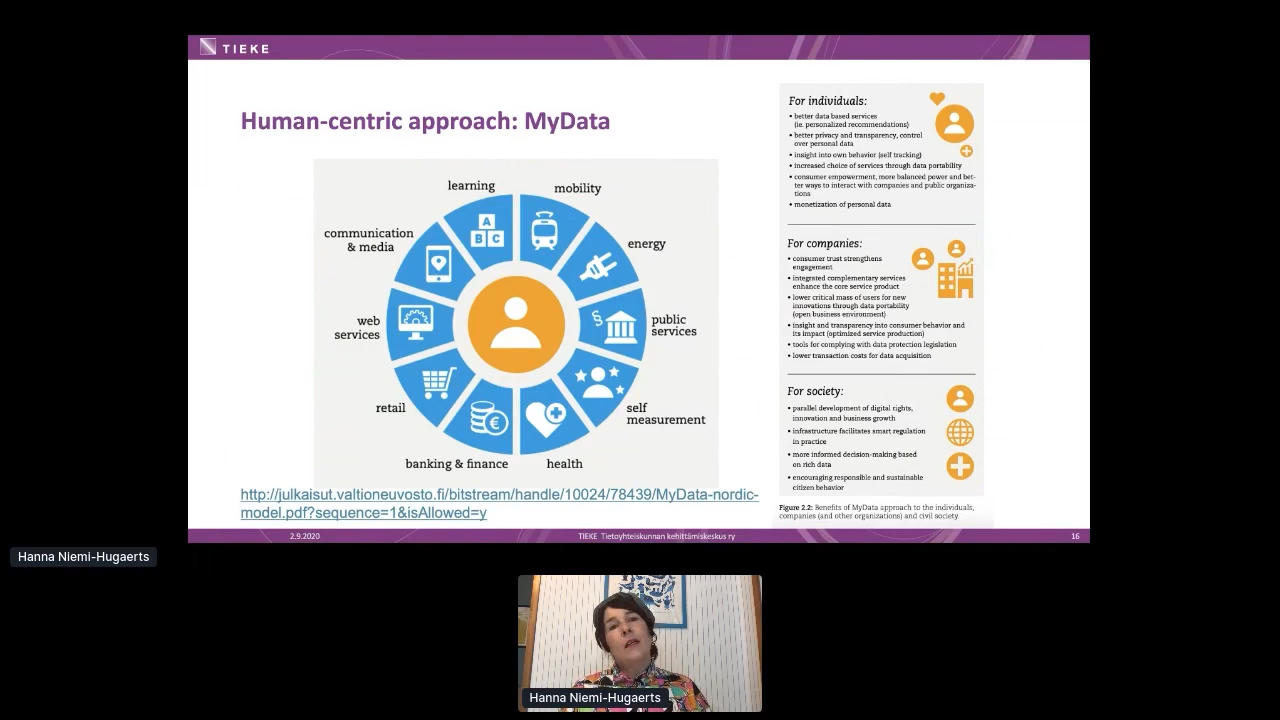 TIEKE
Human-centric approach: MyData
learning
mobility
communication
& media
energy
web
services
§
public
services
retail
self
measurement
banking & finance
health
A
B C
€
http://julkaisut.valtioneuvosto.fi/bitstream/handle/10024/78439/MyData-nordic-
model.pdf?sequence=1&isAllowed=y
For individuals:
• better data based services
(ie. personalized recommendations)
• better privacy and transparency, control
over personal data
• insight into own behavior (self tracking)
• increased choice of services through data portability
• consumer empowerment, more balanced power and bet-
ter ways to interact with companies and public organiza-
tions
• monetization of personal data
For companies:
• consumer trust strengthens
engagement
• integrated complementary services
enhance the core service product
• lower critical mass of users for new
innovations through data portability
(open business environment)
• insight and transparency into consumer behavior and
its impact (optimized service production)
• tools for complying with data protection legislation
• lower transaction costs for data acquisition
For society:
• parallel development of digital rights,
innovation and business growth
• infrastructure facilitates smart regulation
in practice
• more informed decision-making based
on rich data
• encouraging responsible and sustainable
citizen behavior
Figure 2.2: Benefits of MyData approach to the individuals,
companies (and other organizations) and civil society.
2.9.2020
TIEKE Tietoyhteiskunnan kehittämiskeskus ry
16
Hanna Niemi-Hugaerts
Hanna Niemi-Hugaerts